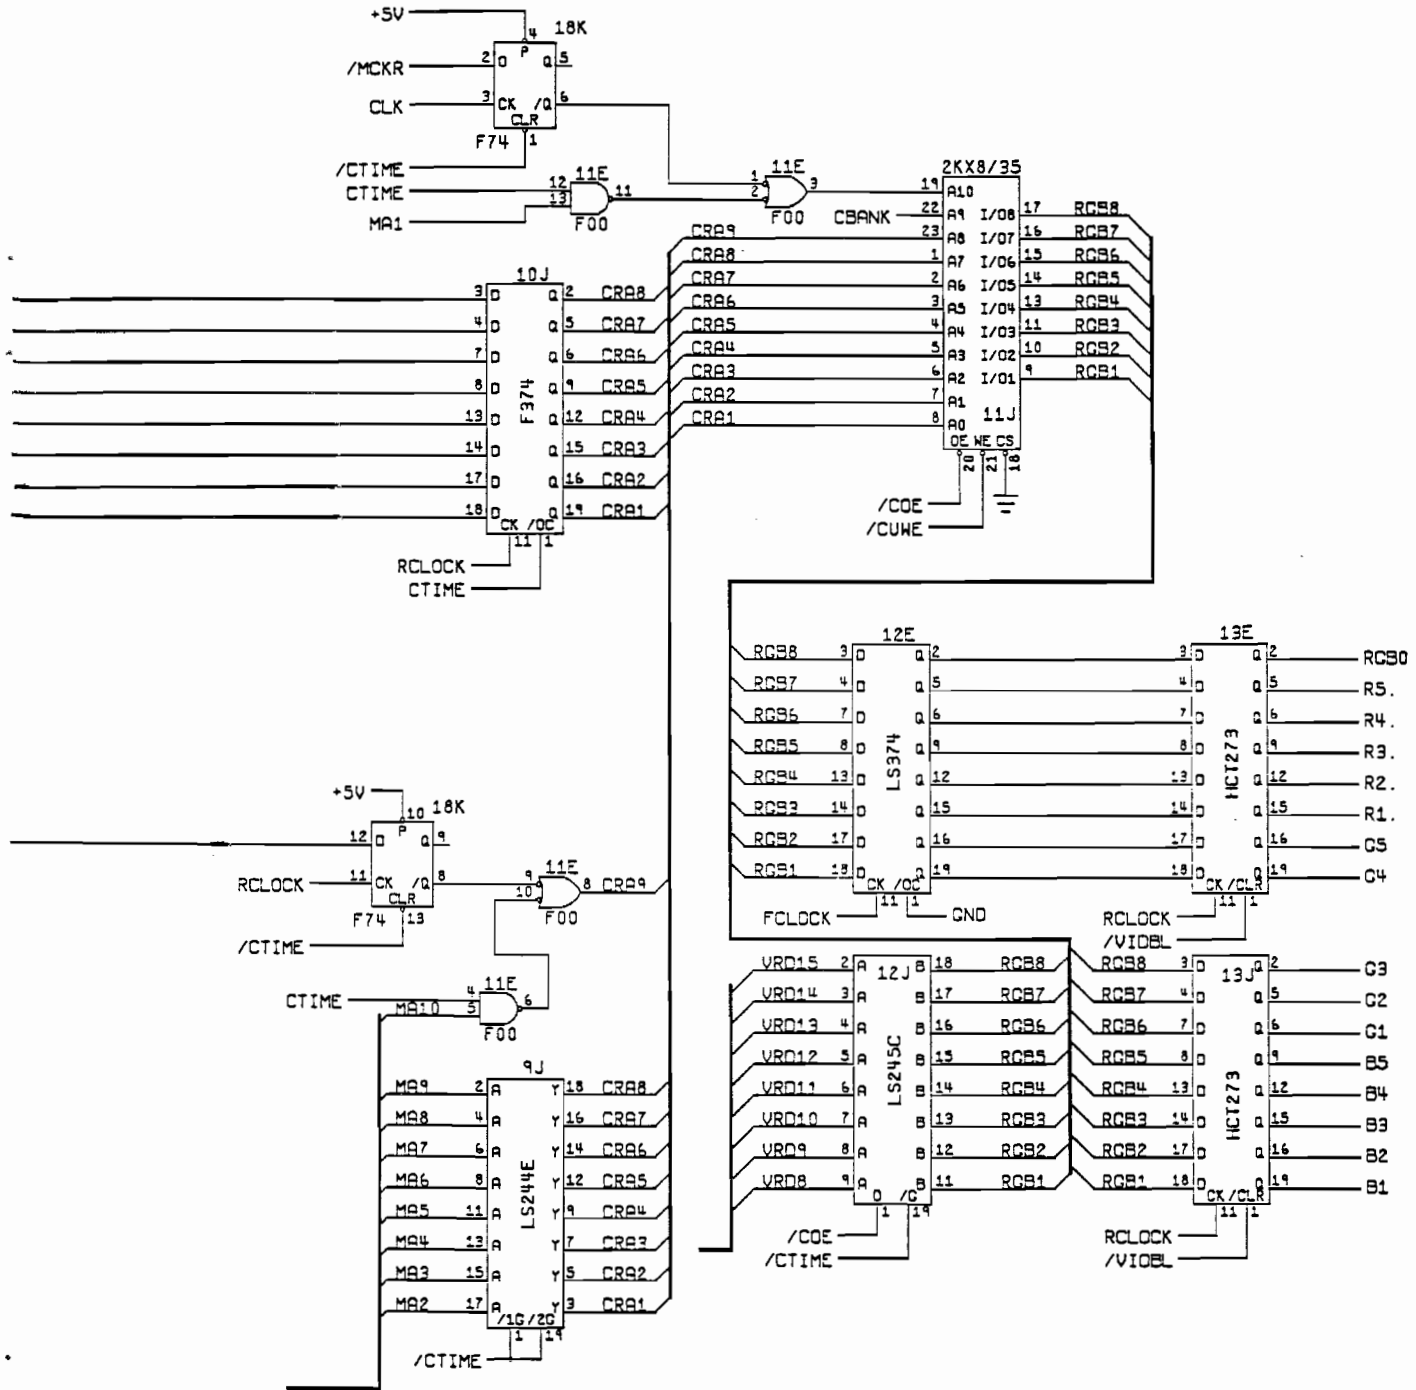 +5V
4 18K
P
/MCKR 2 D Q 5
CLK 3 CK /Q 6
CLR
F74 1
/CTIME
CTIME 12 11E 11
MA1 13
F00
1 11E 3
2
F00
2KX8/35
19 A10
CBANK 22 A9 I/O8 17 RGB8
CRA9 23 A8 I/O7 16 RGB7
CRA8 1 A7 I/O6 15 RGB6
CRA7 2 A6 I/O5 14 RGB5
CRA6 3 A5 I/O4 13 RGB4
CRA5 4 A4 I/O3 11 RGB3
CRA4 5 A3 I/O2 10 RGB2
CRA3 6 A2 I/O1 9 RGB1
CRA2 7 A1
CRA1 8 A0
11J
OE WE CS
20 21 18
/COE
/CUWE
10J
3 D Q 2 CRA8
4 D Q 5 CRA7
7 D Q 6 CRA6
8 D Q 9 CRA5
F374
13 D Q 12 CRA4
14 D Q 15 CRA3
17 D Q 16 CRA2
18 D Q 19 CRA1
CK /OC
11 1
RCLOCK
CTIME
12E 13E
RGB8 3 D Q 2 3 D Q 2 RGB0
RGB7 4 D Q 5 4 D Q 5 R5.
RGB6 7 D Q 6 7 D Q 6 R4.
RGB5 8 D Q 9 8 D Q 9 R3.
LS374 HCT273
RGB4 13 D Q 12 13 D Q 12 R2.
RGB3 14 D Q 15 14 D Q 15 R1.
RGB2 17 D Q 16 17 D Q 16 G5
RGB1 18 D Q 19 18 D Q 19 G4
CK /OC CK /CLR
11 1 11 1
FCLOCK GND RCLOCK
/VIDBL
+5V
10 18K
P
12 D Q 9
RCLOCK 11 CK /Q 8
CLR
F74 13
/CTIME
9 11E 8 CRA9
10
F00
CTIME 4 11E 6
MA10 5
F00
9J
MA9 2 A Y 18 CRA8
MA8 4 A Y 16 CRA7
MA7 6 A Y 14 CRA6
MA6 8 A Y 12 CRA5
LS244E
MA5 11 A Y 9 CRA4
MA4 13 A Y 7 CRA3
MA3 15 A Y 5 CRA2
MA2 17 A Y 3 CRA1
/1G /2G
1 19
/CTIME
VRD15 2 A 12J B 18 RGB8
VRD14 3 A B 17 RGB7
VRD13 4 A B 16 RGB6
VRD12 5 A B 15 RGB5
LS245C
VRD11 6 A B 14 RGB4
VRD10 7 A B 13 RGB3
VRD9 8 A B 12 RGB2
VRD8 9 A B 11 RGB1
D /G
1 19
/COE
/CTIME
RGB8 3 D 13J Q 2 G3
RGB7 4 D Q 5 G2
RGB6 7 D Q 6 G1
RGB5 8 D Q 9 B5
HCT273
RGB4 13 D Q 12 B4
RGB3 14 D Q 15 B3
RGB2 17 D Q 16 B2
RGB1 18 D Q 19 B1
CK /CLR
11 1
RCLOCK
/VIDBL